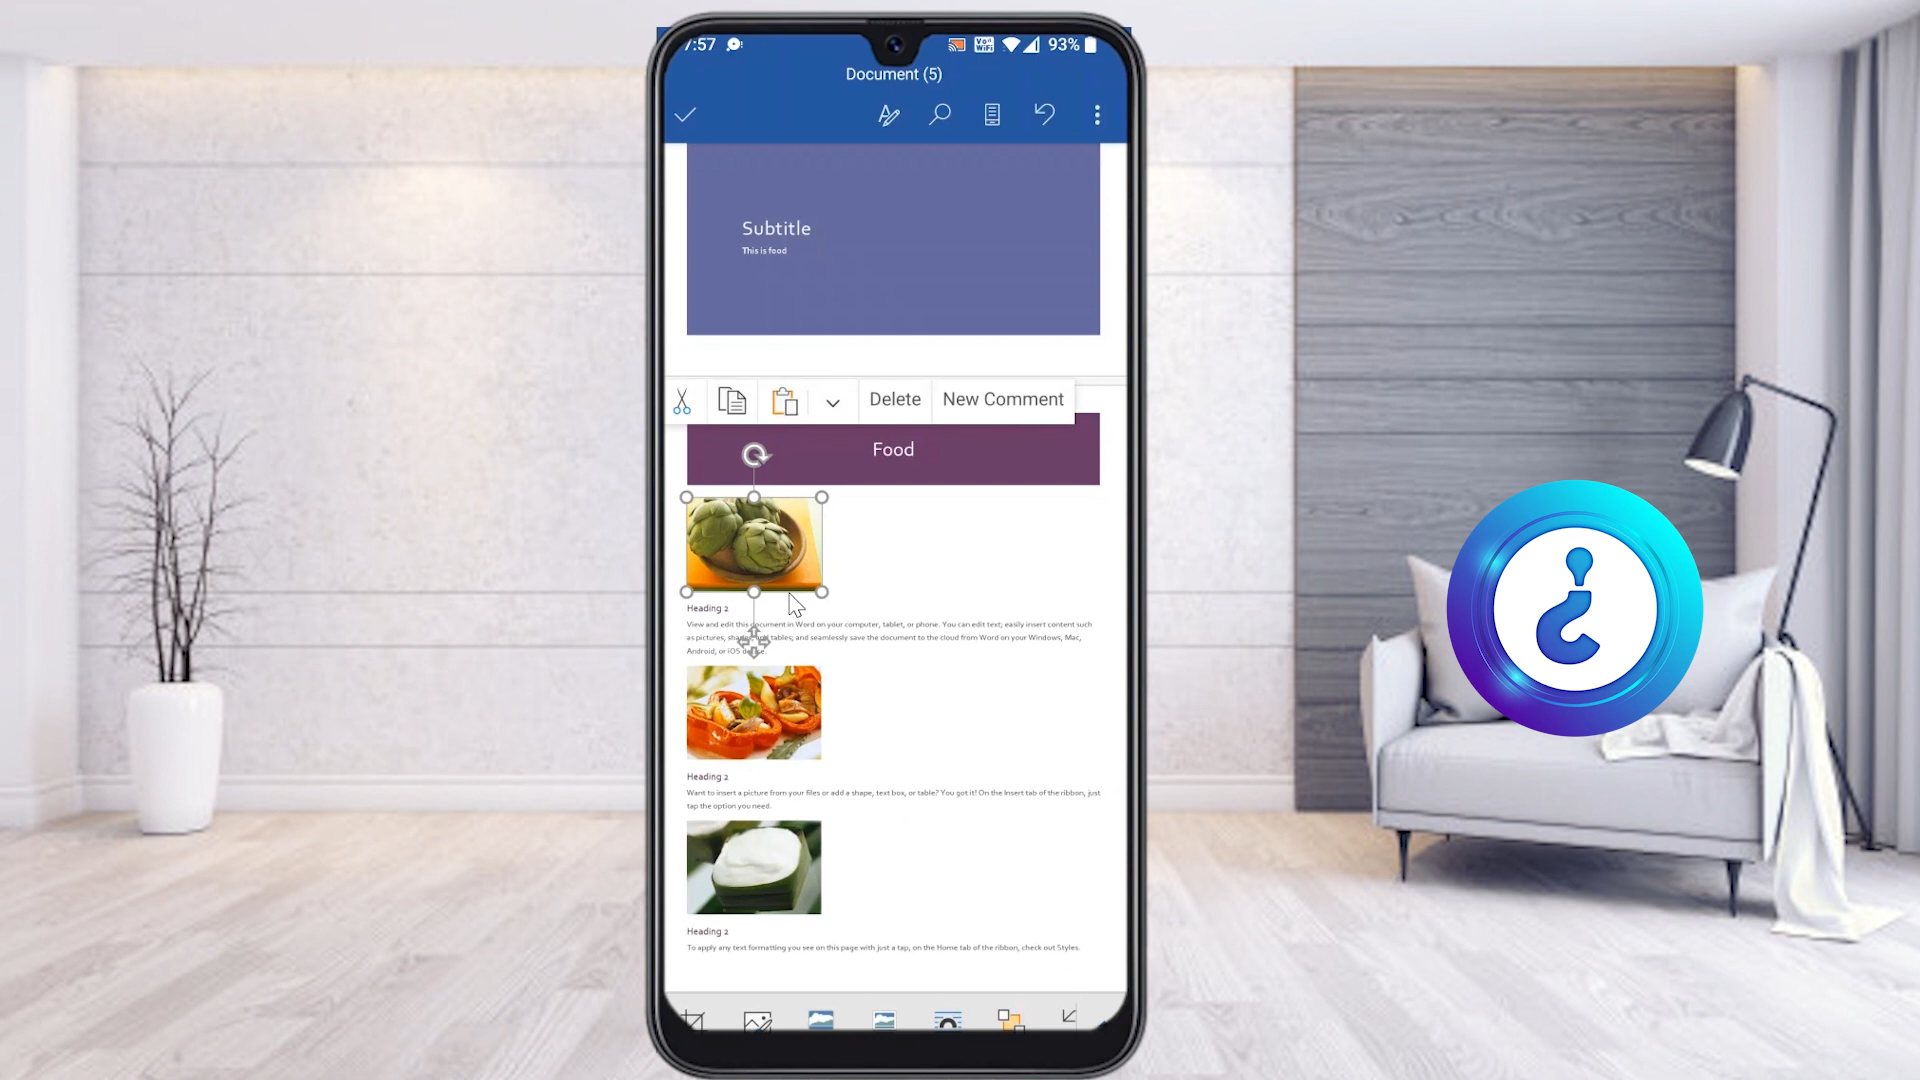 7:57
Vo
WiFi
93%
Document (5)
Subtitle
This is food
Delete
New Comment
Food
Heading 2
View and edit this document in Word on your computer, tablet, or phone. You can edit text; easily insert content such
as pictures, shapes, and tables; and seamlessly save the document to the cloud from Word on your Windows, Mac,
Android, or iOS device.
Heading 2
Want to insert a picture from your files or add a shape, text box, or table? You got it! On the Insert tab of the ribbon, just
tap the option you need.
Heading 2
To apply any text formatting you see on this page with just a tap, on the Home tab of the ribbon, check out Styles.